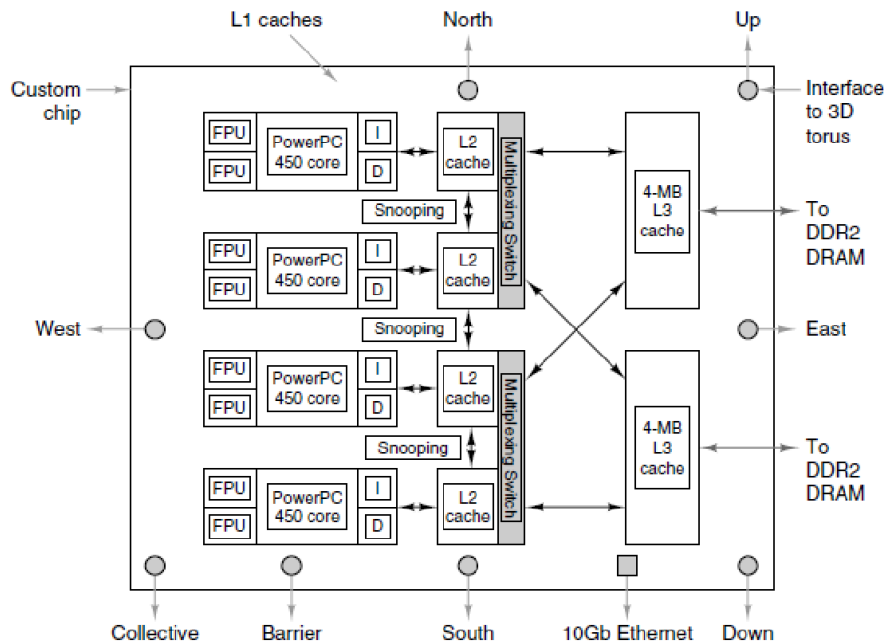 L1 caches
North
Up
Custom
chip
Interface
to 3D
torus
FPU
FPU
PowerPC
450 core
I
D
L2
cache
Multiplexing Switch
4-MB
L3
cache
Snooping
To
DDR2
DRAM
FPU
FPU
PowerPC
450 core
I
D
L2
cache
West
Snooping
East
FPU
FPU
PowerPC
450 core
I
D
L2
cache
Multiplexing Switch
4-MB
L3
cache
Snooping
To
DDR2
DRAM
FPU
FPU
PowerPC
450 core
I
D
L2
cache
Collective
Barrier
South
10Gb Ethernet
Down